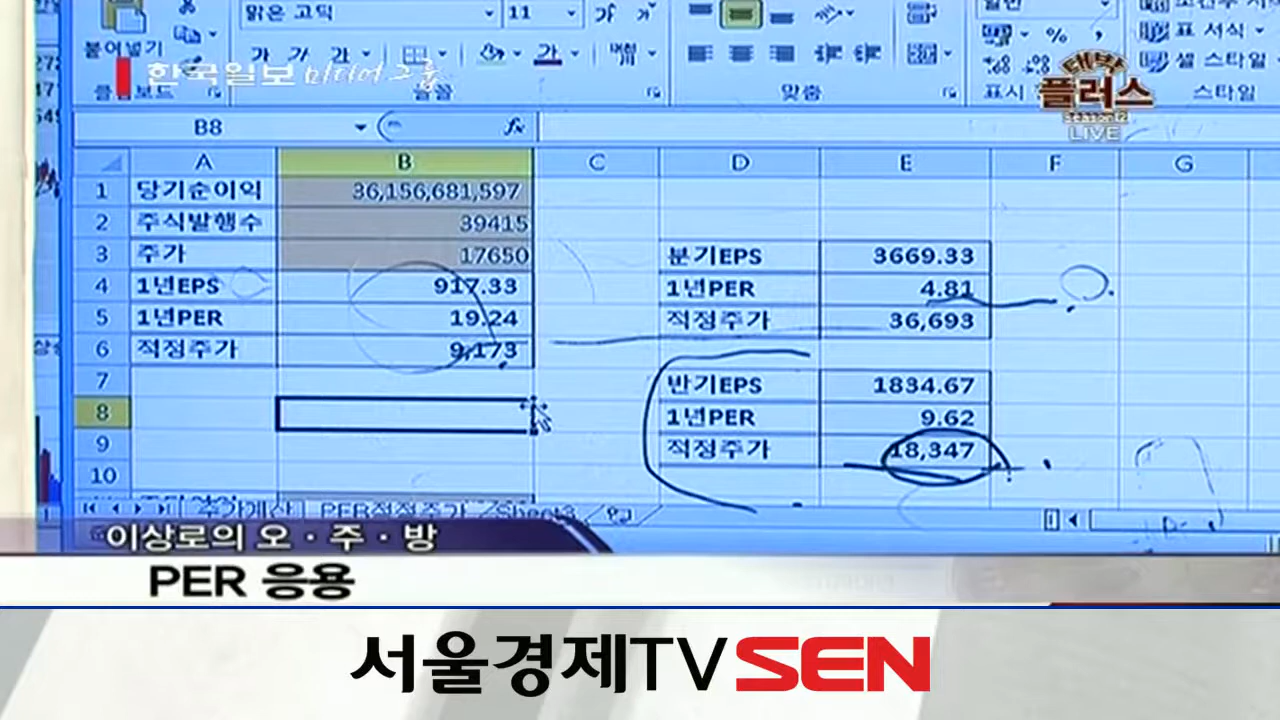 맑은 고딕
11
가
붙여넣기
가 가 가
가
%
표 서식
셀 스타일
맞춤
표시
스타일
한국일보 미디어그룹
대박
플러스
Season2
LIVE
B8
fx
A B C D E F G
1 당기순이익 36,156,681,597
2 주식발행수 39415
3 주가 17650 분기EPS 3669.33
4 1년EPS 917.33 1년PER 4.81
5 1년PER 19.24 적정주가 36,693
6 적정주가 9,173
7 반기EPS 1834.67
8 1년PER 9.62
9 적정주가 18,347
10
주가계산 PER적정주가 Sheet3
이상로의 오·주·방
PER 응용
서울경제TV SEN